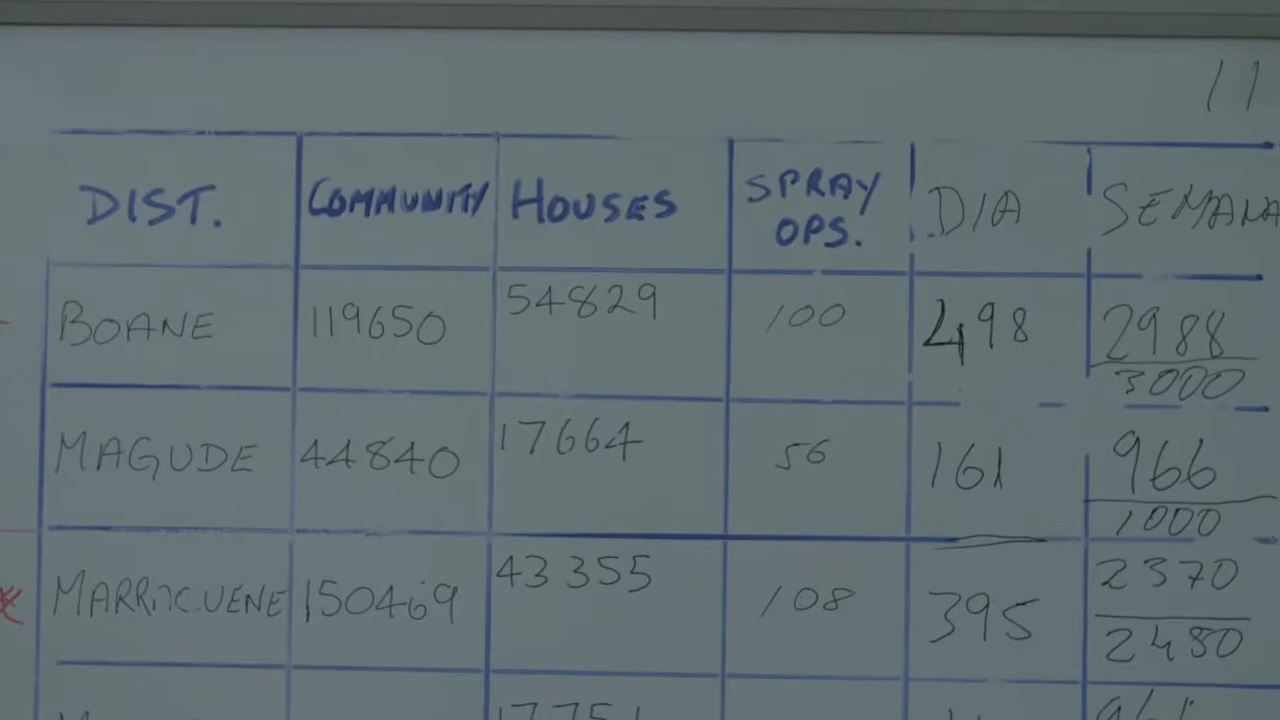 11
DIST. COMMUNITY HOUSES SPRAY OPS. DIA SEMANA
BOANE 119650 54829 100 498 2988
3000
MAGUDE 44840 17664 56 161 966
1000
MARRACUENE 150469 43355 108 395 2370
2480
17751